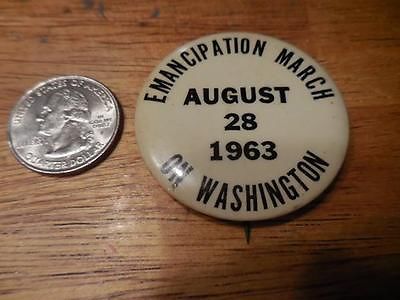 UNITED STATES OF AMERICA
QUARTER DOLLAR
EMANCIPATION MARCH
AUGUST
28
1963
ON WASHINGTON